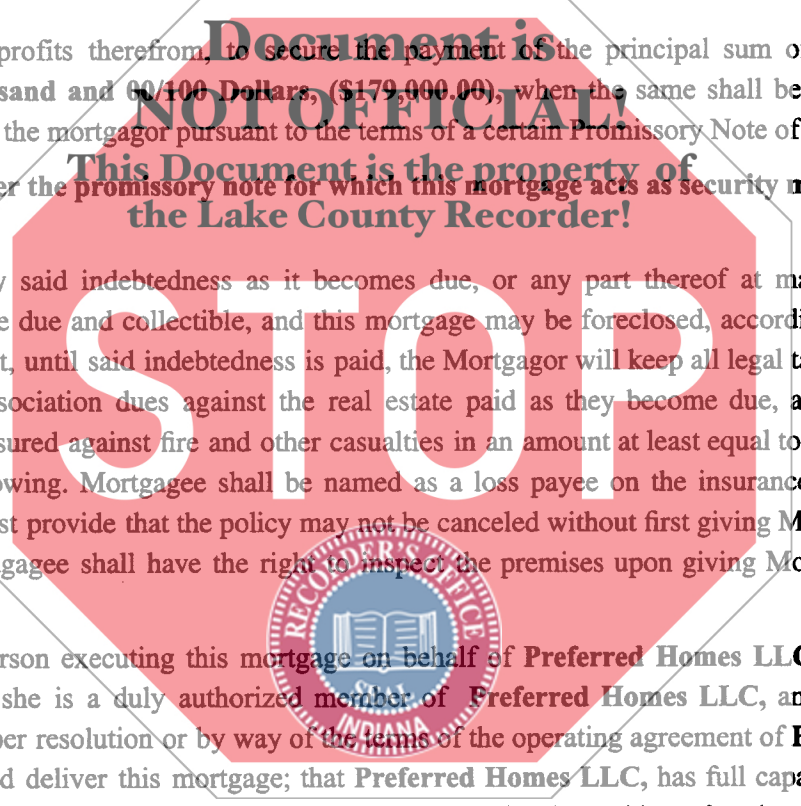 Document is
profits therefrom, to secure the payment of the principal sum
sand and 00/100 Dollars, ($179,000.00), when the same shall be
NOT OFFICIAL!
the mortgagor pursuant to the terms of a certain Promissory Note of
This Document is the property of
er the promissory note for which this mortgage acts as security
the Lake County Recorder!
said indebtedness as it becomes due, or any part thereof at ma
e due and collectible, and this mortgage may be foreclosed, accordi
t, until said indebtedness is paid, the Mortgagor will keep all legal ta
sociation dues against the real estate paid as they become due, a
sured against fire and other casualties in an amount at least equal to
owing. Mortgagee shall be named as a loss payee on the insurance
st provide that the policy may not be canceled without first giving M
gagee shall have the right to inspect the premises upon giving Mo
STOP
RECORDER'S OFFICE
SEAL
INDIANA
rson executing this mortgage on behalf of Preferred Homes LLC
she is a duly authorized member of Preferred Homes LLC, an
per resolution or by way of the terms of the operating agreement of
d deliver this mortgage; that Preferred Homes LLC, has full capa